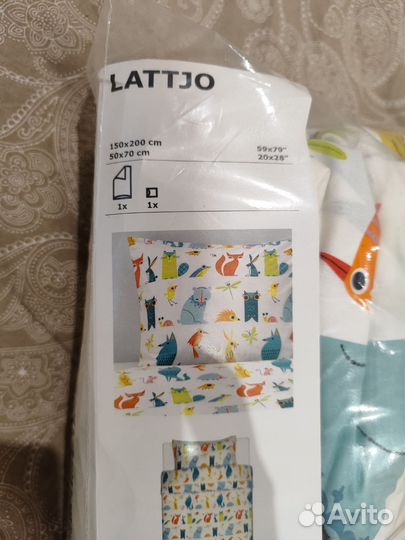 LATTJO
150x200 cm 59x79"
50x70 cm 20x28"
1x 1x
Avito